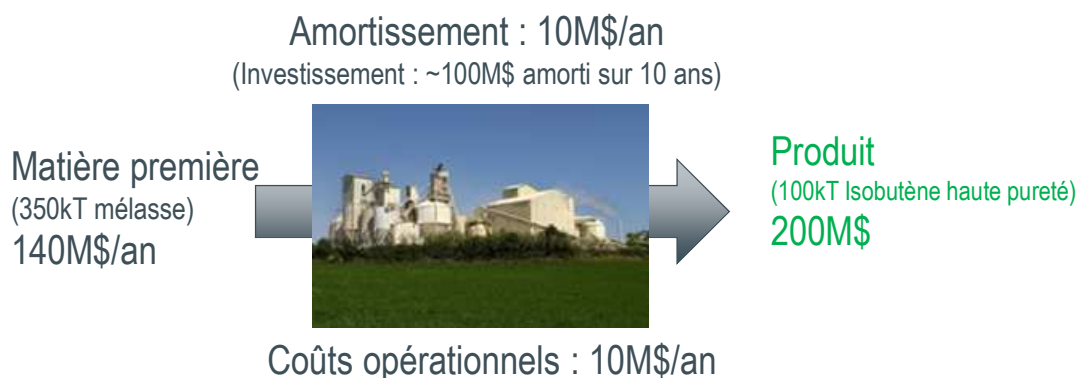 Amortissement : 10M$/an
(Investissement : ~100M$ amorti sur 10 ans)
Matière première
(350kT mélasse)
140M$/an
Produit
(100kT Isobutène haute pureté)
200M$
Coûts opérationnels : 10M$/an